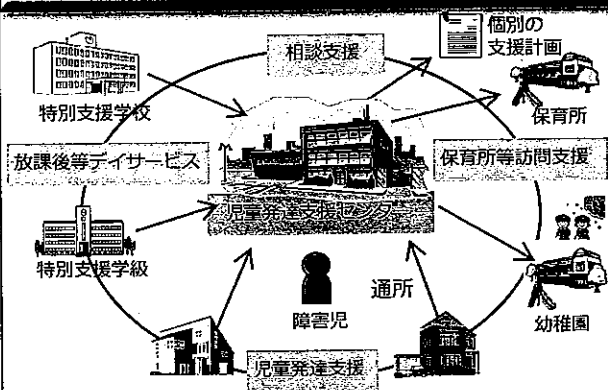 個別の
支援計画
相談支援
特別支援学校
保育所
放課後等デイサービス
保育所等訪問支援
児童発達支援センター
特別支援学級
通所
障害児
幼稚園
児童発達支援